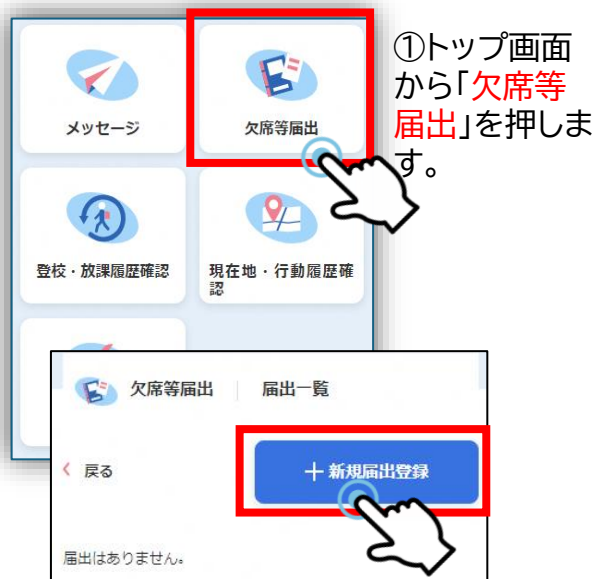 メッセージ
欠席等届出
①トップ画面
から「欠席等
届出」を押しま
す。
登校・放課履歴確認
現在地・行動履歴確
認
欠席等届出
届出一覧
戻る
＋新規届出登録
届出はありません。